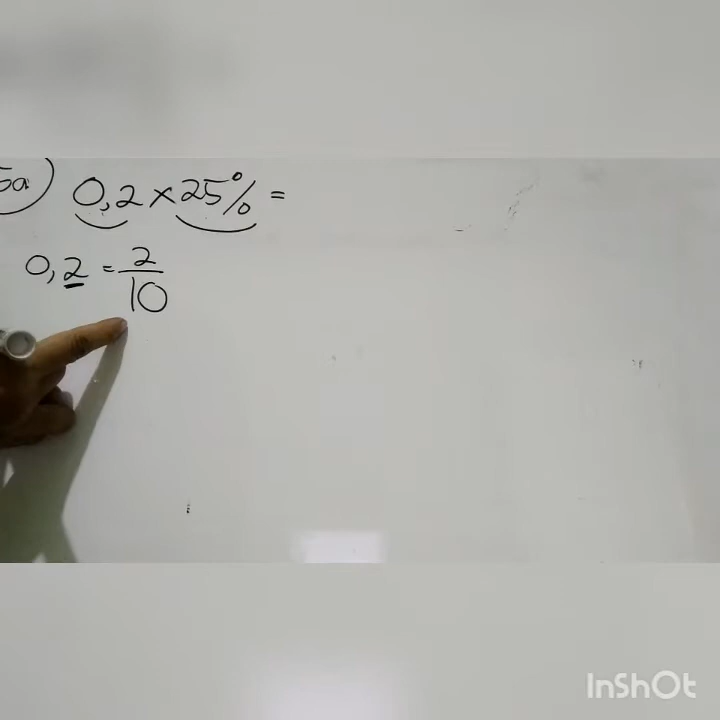 5a) 0,2 × 25% =
0,2 = 2/10
InShOt